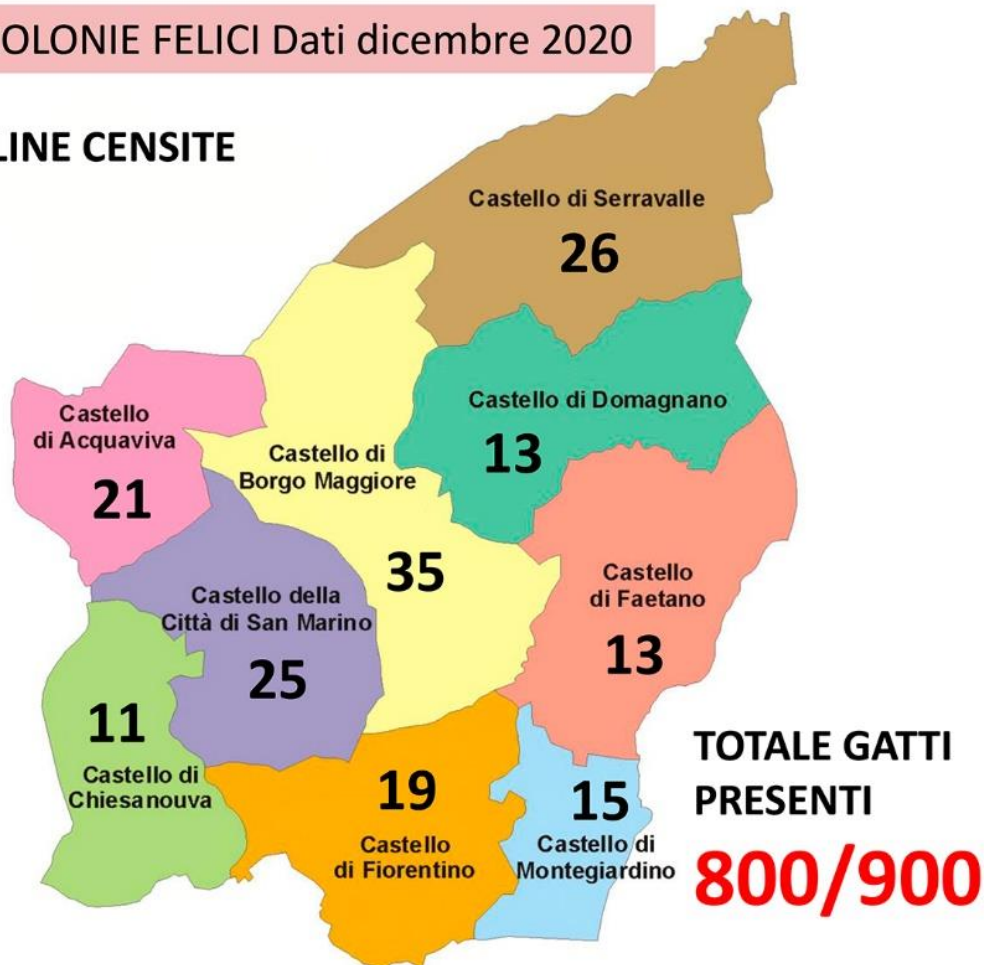 OLONIE FELICI Dati dicembre 2020
LINE CENSITE
Castello di Serravalle
26
Castello di Domagnano
13
Castello
di Acquaviva
21
Castello di
Borgo Maggiore
35
Castello
di Faetano
13
Castello della
Città di San Marino
25
11
Castello di
Chiesanouva
19
Castello
di Fiorentino
15
Castello di
Montegiardino
TOTALE GATTI
PRESENTI
800/900